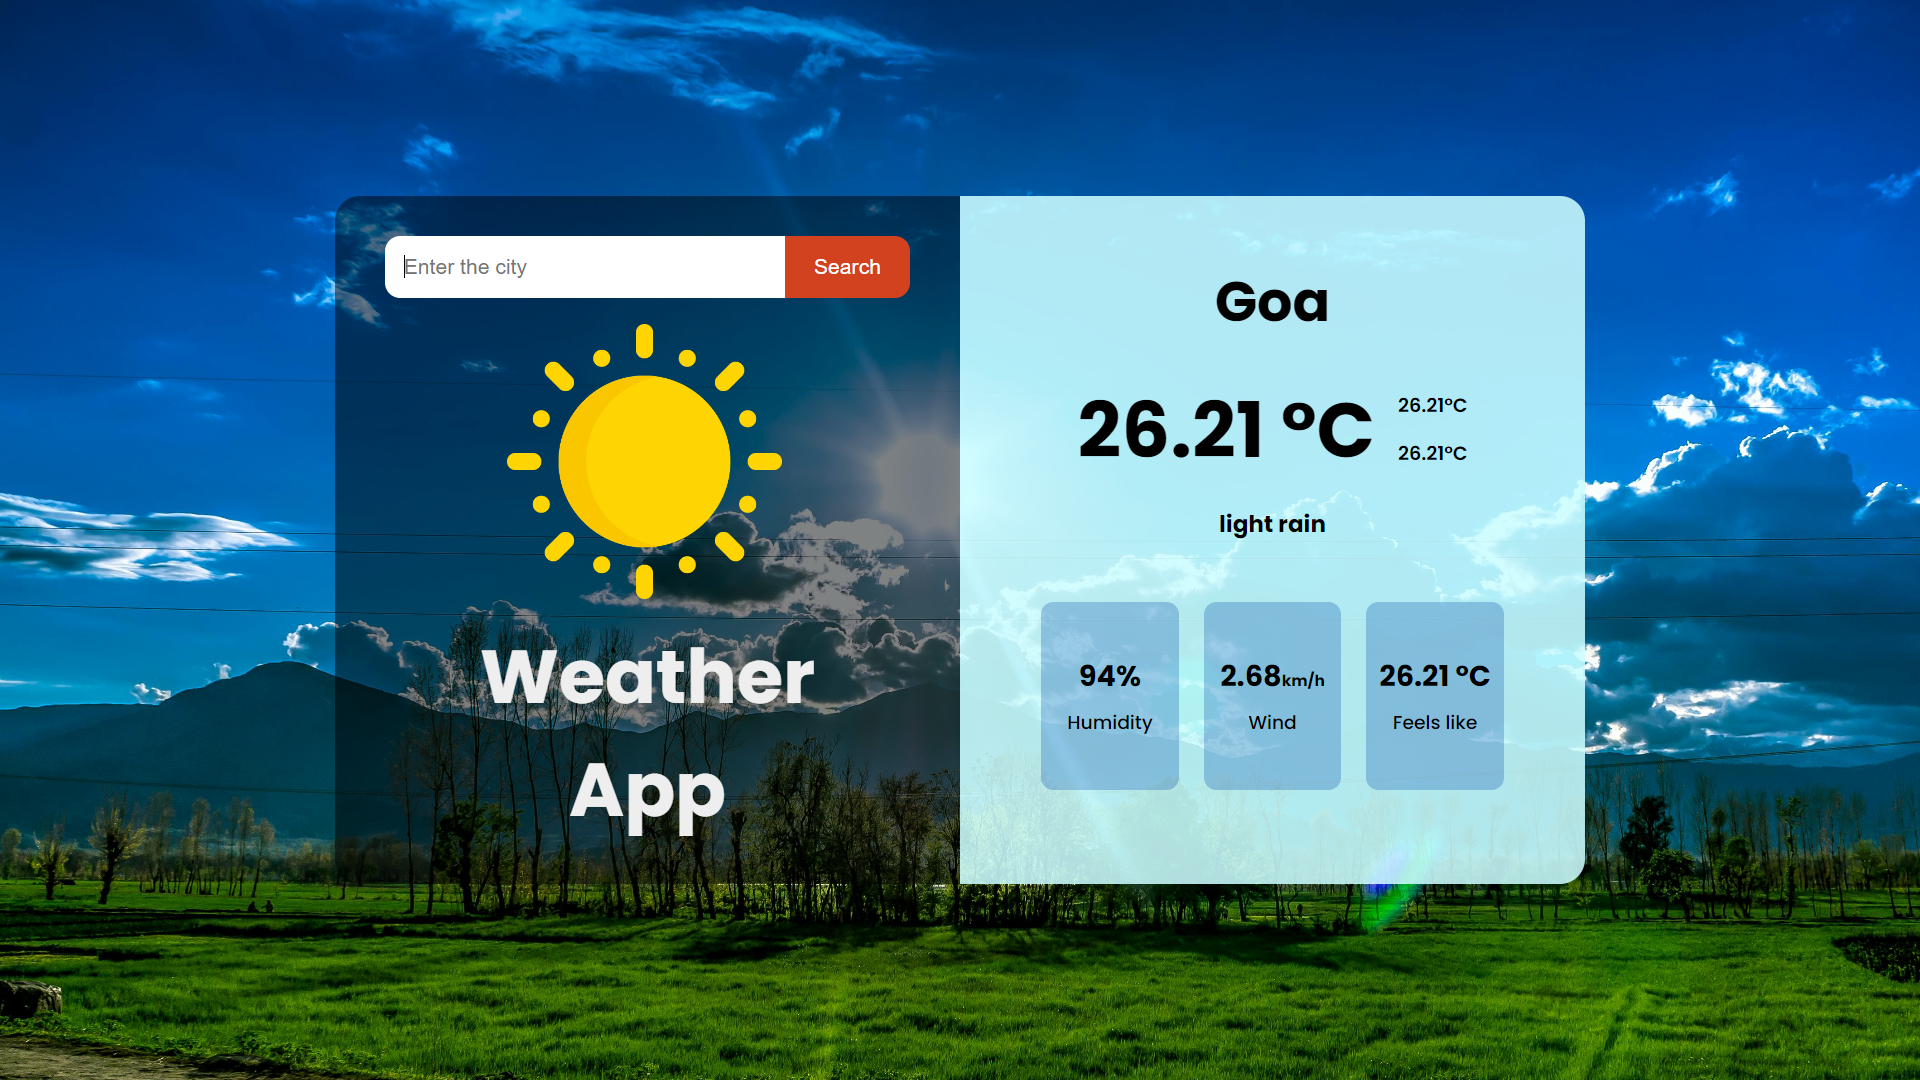 Enter the city
Search
Weather
App
Goa
26.21 °C
26.21°C
26.21°C
light rain
94%
Humidity
2.68km/h
Wind
26.21 °C
Feels like